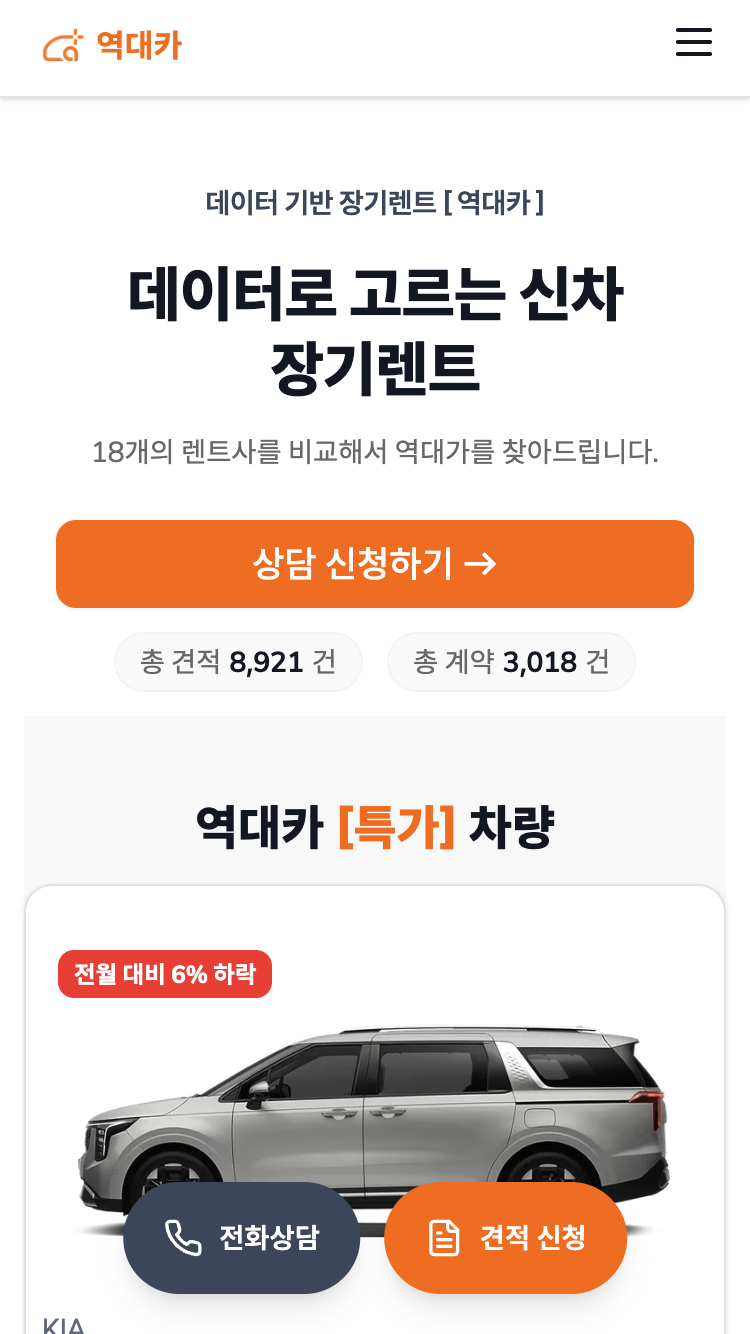 역대카
데이터 기반 장기렌트 [ 역대카 ]
데이터로 고르는 신차
장기렌트
18개의 렌트사를 비교해서 역대가를 찾아드립니다.
상담 신청하기 →
총 견적 8,921 건
총 계약 3,018 건
역대카 [특가] 차량
전월 대비 6% 하락
전화상담
견적 신청
KIA